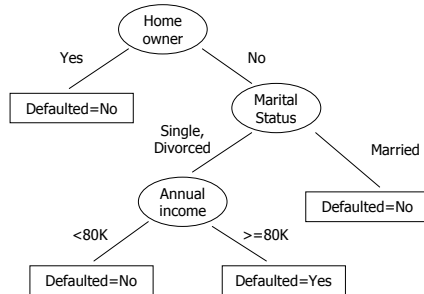 Home
owner
Yes
No
Defaulted=No
Marital
Status
Single,
Divorced
Married
Annual
income
Defaulted=No
<80K
>=80K
Defaulted=No
Defaulted=Yes